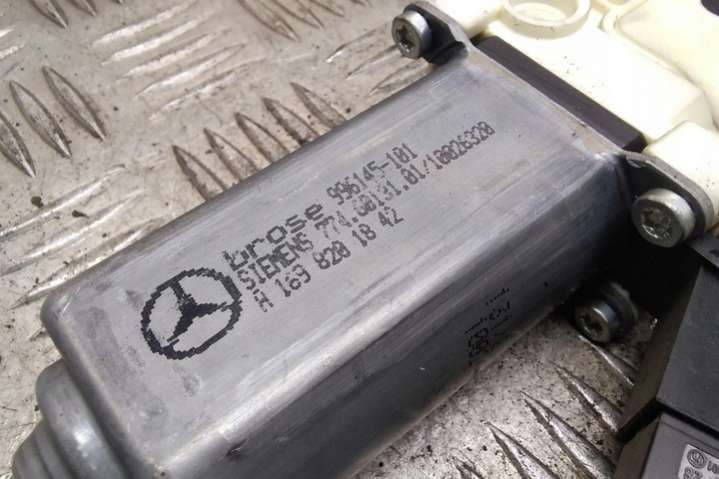 brose 996145-101
SIEMENS 774.60131.01/10026320
A 169 820 18 42